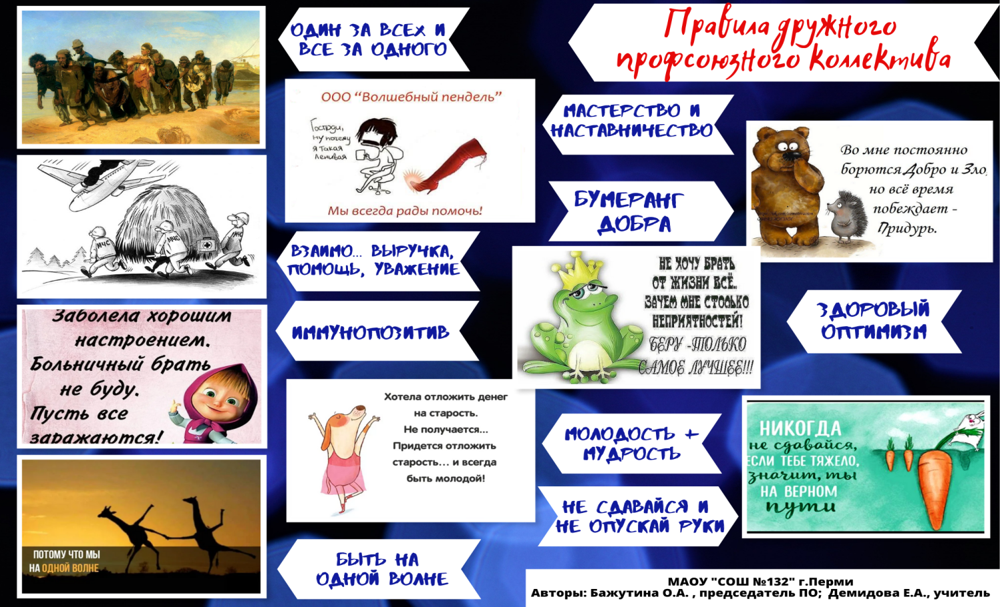 Правила дружного
профсоюзного коллектива
ОДИН ЗА ВСЕХ И
ВСЕ ЗА ОДНОГО
ООО “Волшебный пендель”
Господи,
ну почему
я такая
ленивая
Мы всегда рады помочь!
МАСТЕРСТВО И
НАСТАВНИЧЕСТВО
Во мне постоянно
борются Добро и Зло,
но всё время
побеждает -
Придурь.
БУМЕРАНГ
ДОБРА
МЧС
МЧС
МЧС
ВЗАИМО... ВЫРУЧКА,
ПОМОЩЬ, УВАЖЕНИЕ
НЕ ХОЧУ БРАТЬ
ОТ ЖИЗНИ ВСЁ..
ЗАЧЕМ МНЕ СТОЛЬКО
НЕПРИЯТНОСТЕЙ!
БЕРУ -ТОЛЬКО
САМОЕ ЛУЧШЕЕ!!!
ЗДОРОВЫЙ
ОПТИМИЗМ
Заболела хорошим
настроением.
Больничный брать
не буду.
Пусть все
заражаются!
ИММУНОПОЗИТИВ
Хотела отложить денег
на старость.
Не получается...
Придется отложить
старость... и всегда
быть молодой!
МОЛОДОСТЬ +
МУДРОСТЬ
НИКОГДА
не сдавайся,
ЕСЛИ ТЕБЕ ТЯЖЕЛО,
значит, ты
НА ВЕРНОМ
пути
НЕ СДАВАЙСЯ И
НЕ ОПУСКАЙ РУКИ
ПОТОМУ ЧТО МЫ
НА ОДНОЙ ВОЛНЕ
БЫТЬ НА
ОДНОЙ ВОЛНЕ
МАОУ "СОШ №132" г.Перми
Авторы: Бажутина О.А. , председатель ПО; Демидова Е.А., учитель